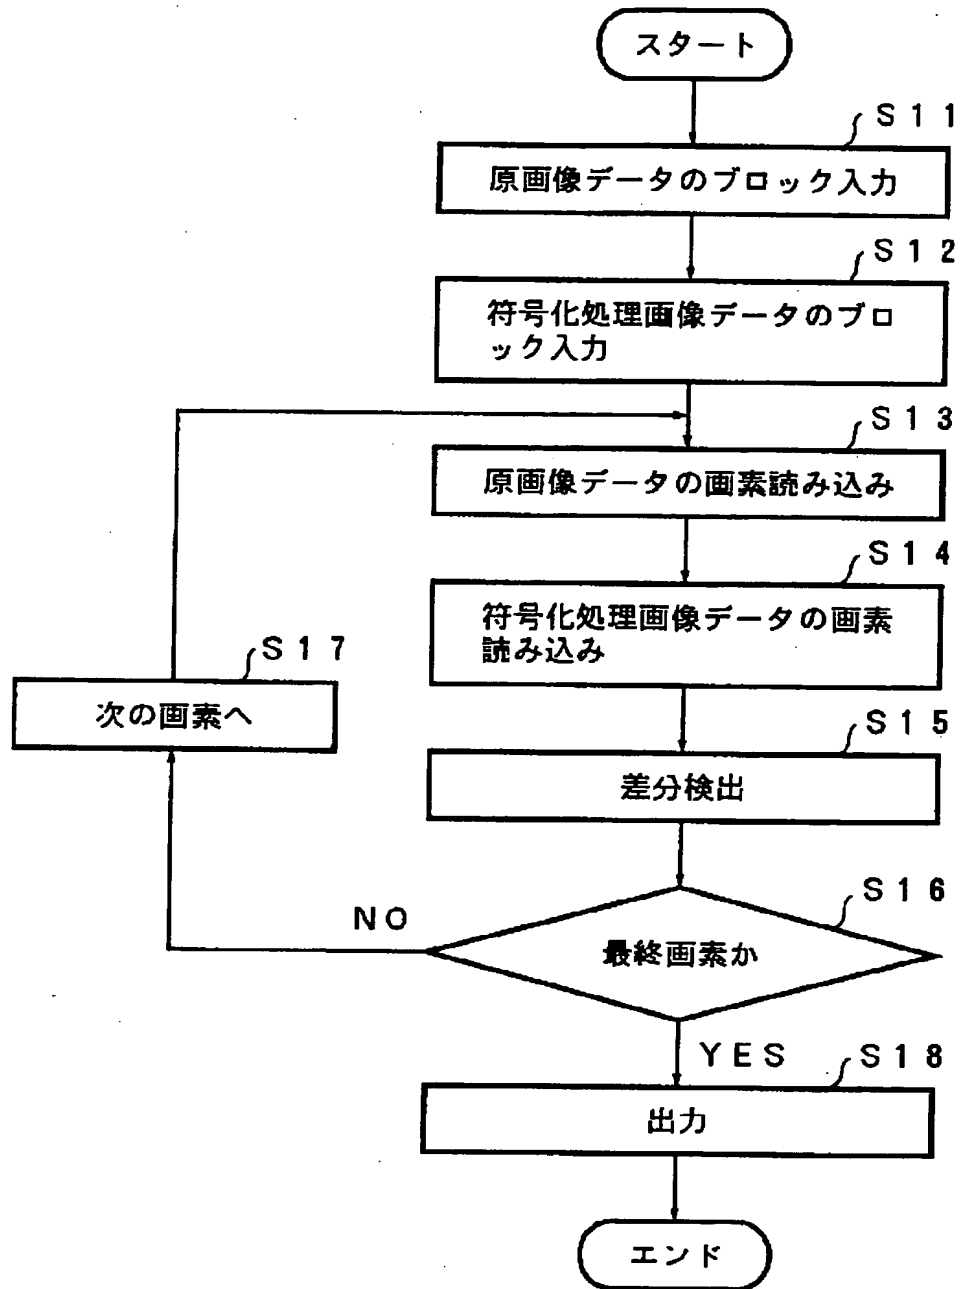 スタート
S11
原画像データのブロック入力
S12
符号化処理画像データのブロ
ック入力
S13
原画像データの画素読み込み
S14
符号化処理画像データの画素
読み込み
S17
次の画素へ
S15
差分検出
S16
NO
最終画素か
YES
S18
出力
エンド